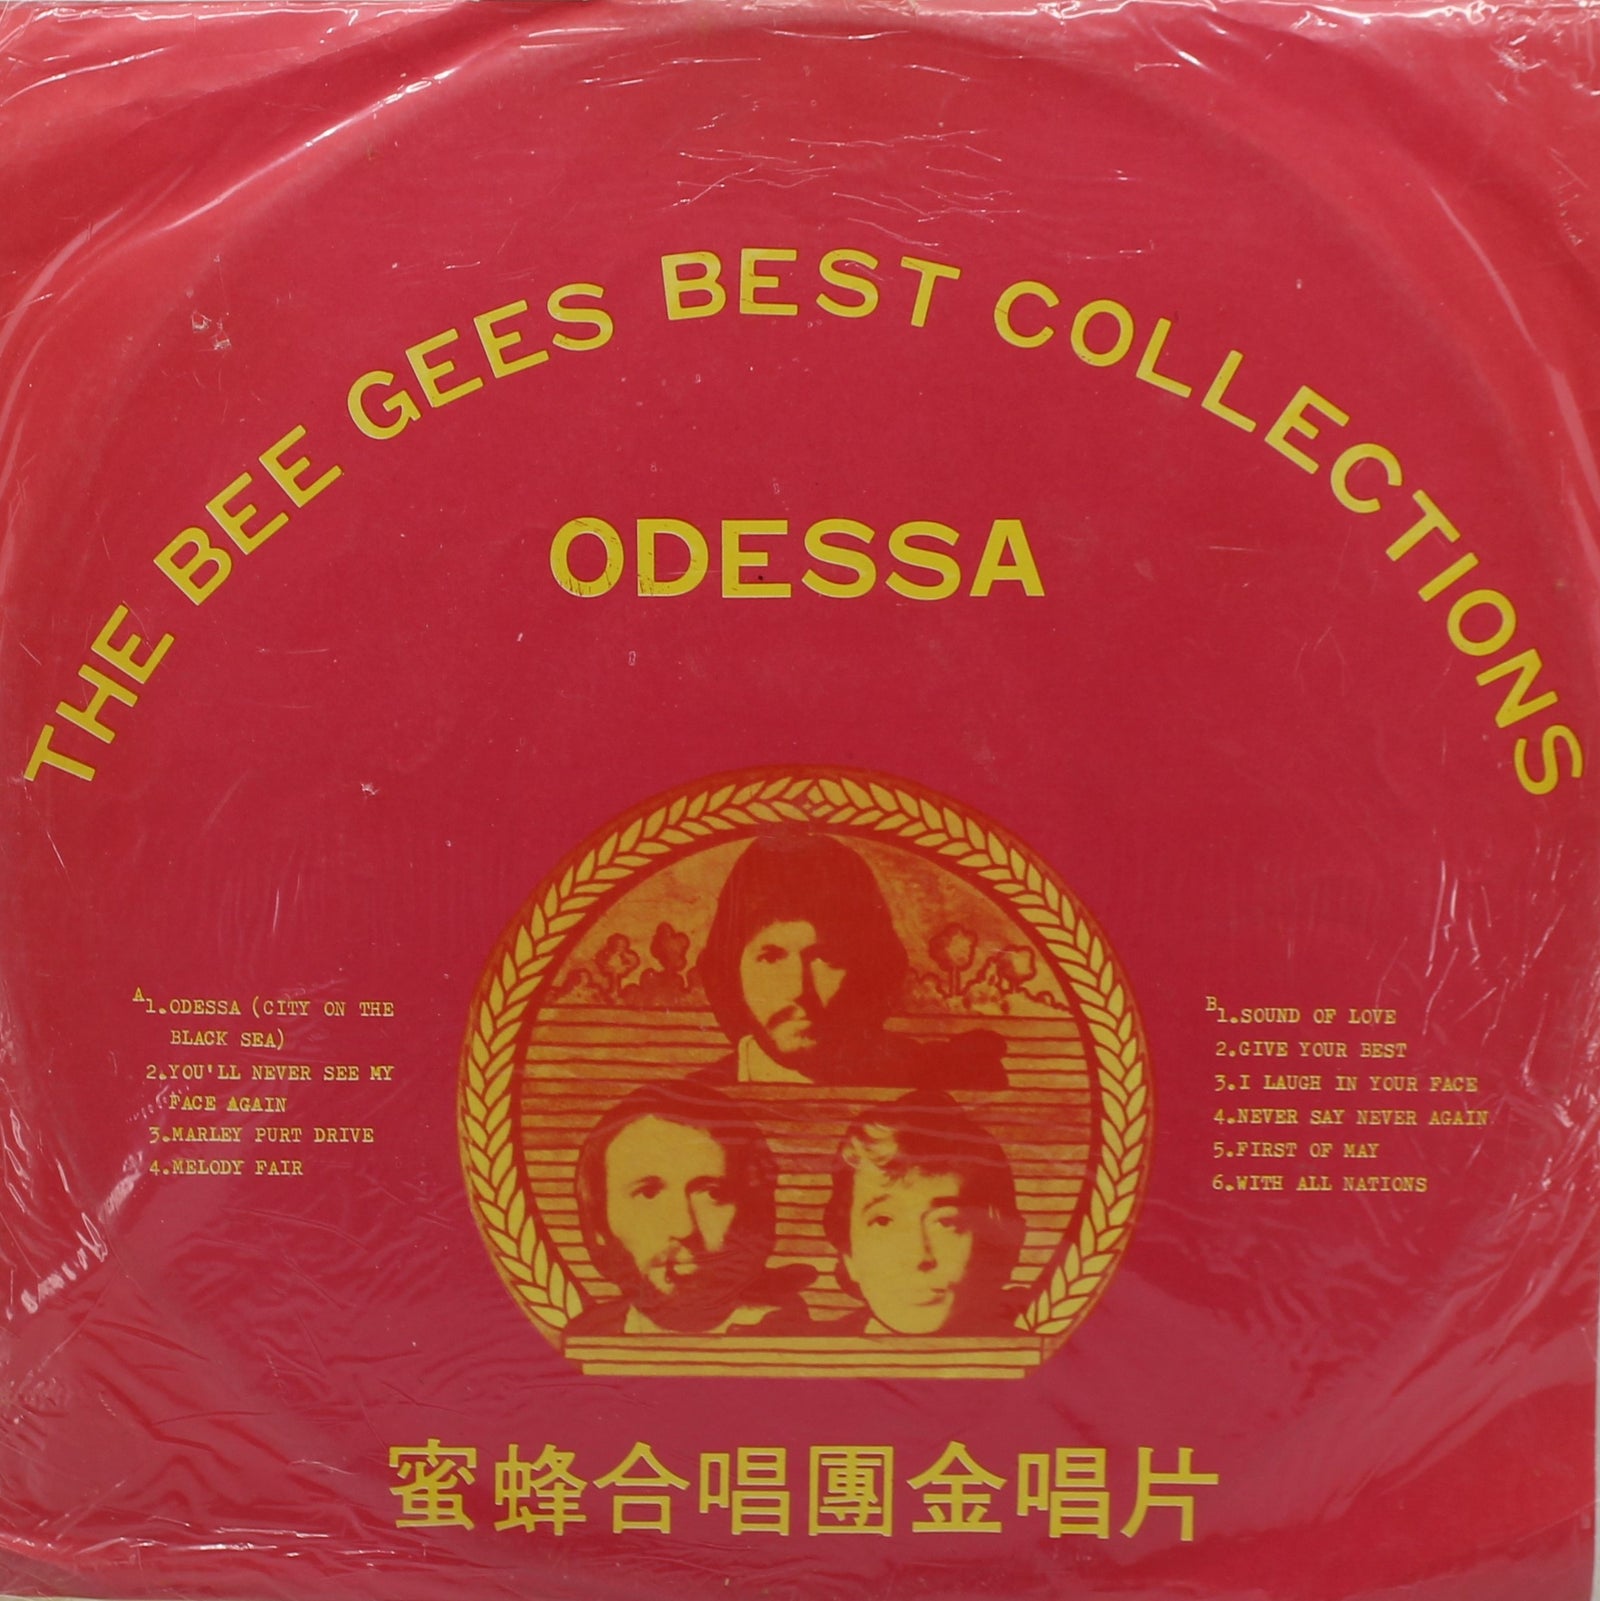 THE BEE GEES BEST COLLECTIONS
ODESSA
A
1.ODESSA (CITY ON THE
BLACK SEA)
2.YOU'LL NEVER SEE MY
FACE AGAIN
3.MARLEY PURT DRIVE
4.MELODY FAIR
B
1.SOUND OF LOVE
2.GIVE YOUR BEST
3.I LAUGH IN YOUR FACE
4.NEVER SAY NEVER AGAIN
5.FIRST OF MAY
6.WITH ALL NATIONS
蜜蜂合唱團金唱片